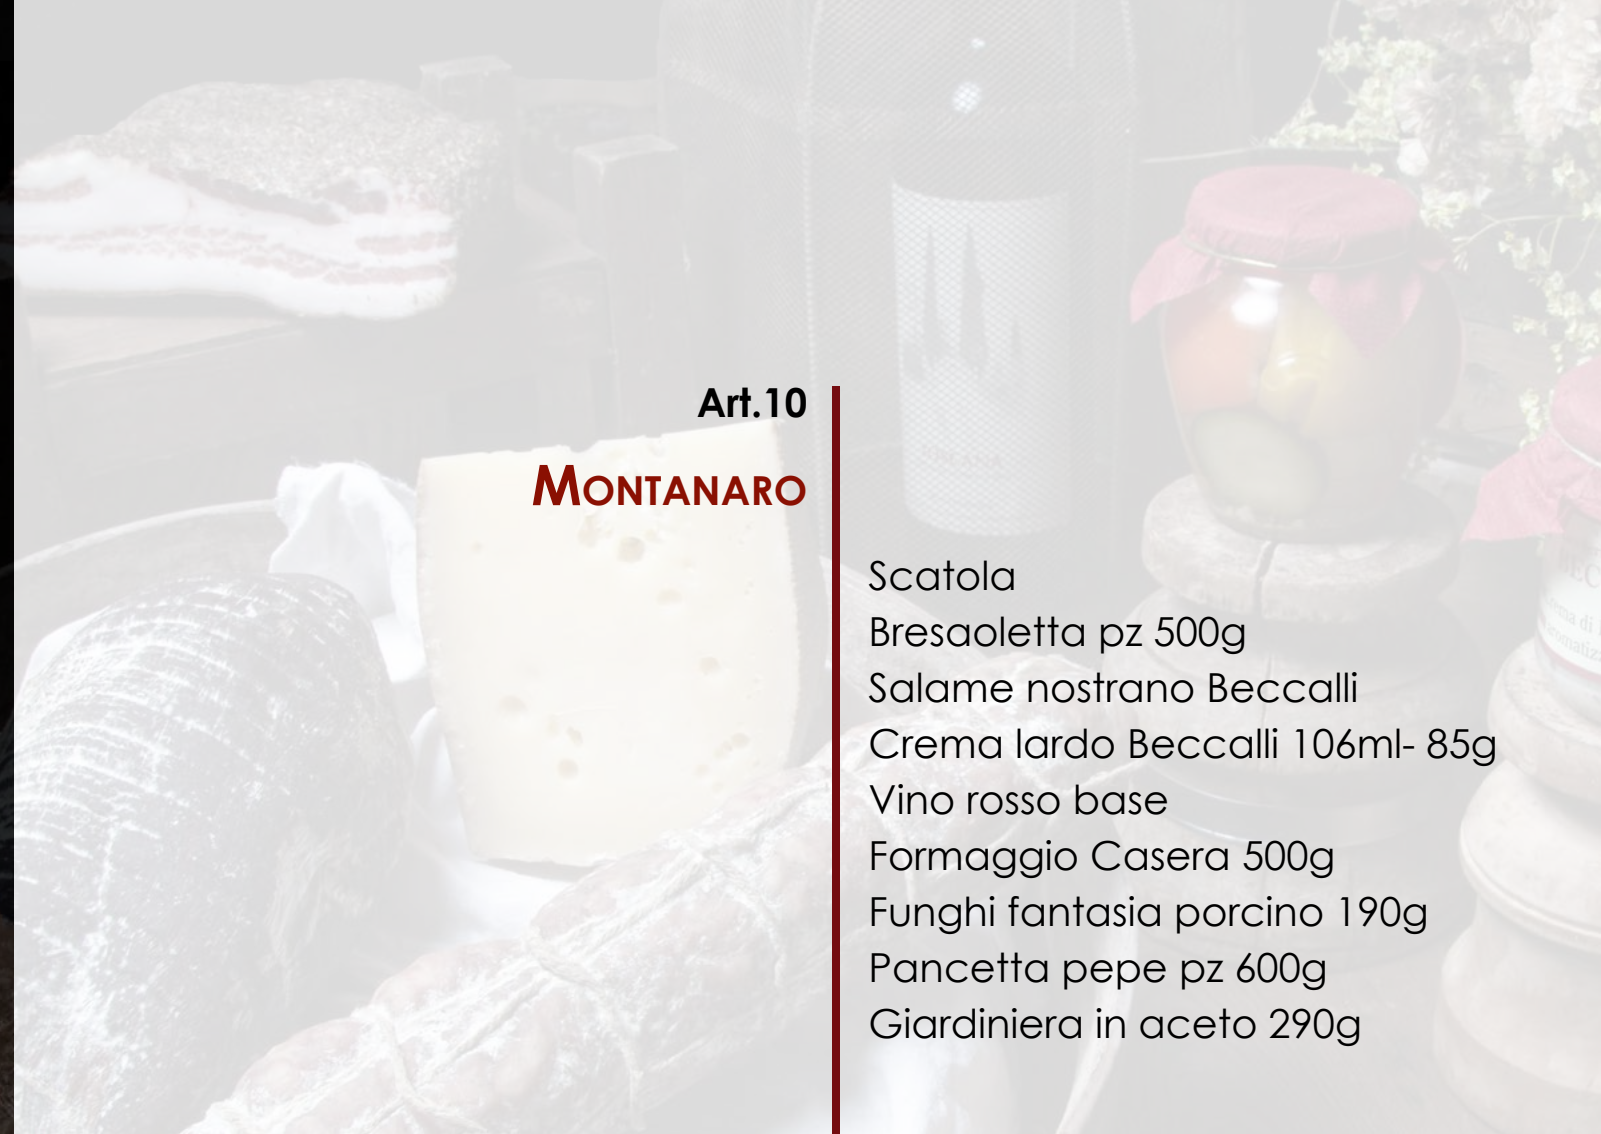 Art.10
Montanaro
Scatola
Bresaoletta pz 500g
Salame nostrano Beccalli
Crema lardo Beccalli 106ml- 85g
Vino rosso base
Formaggio Casera 500g
Funghi fantasia porcino 190g
Pancetta pepe pz 600g
Giardiniera in aceto 290g